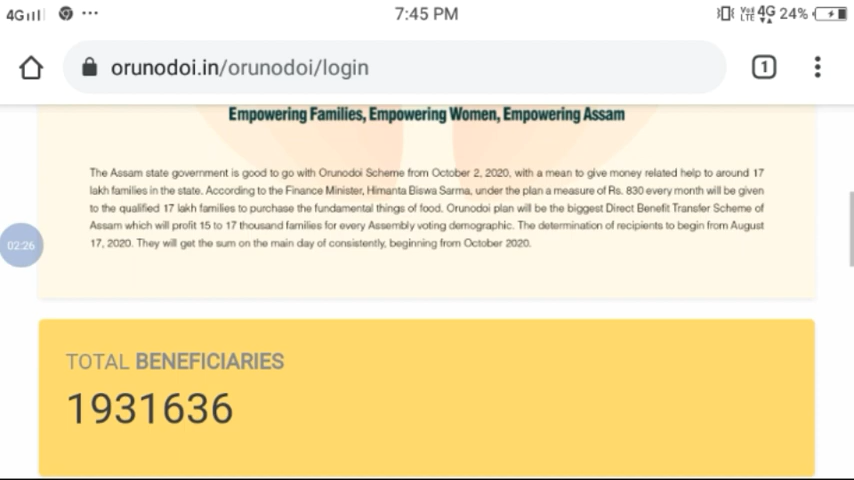 4G 7:45 PM Vo) LTE 4G 24%
orunodoi.in/orunodoi/login 1
Empowering Families, Empowering Women, Empowering Assam
The Assam state government is good to go with Orunodoi Scheme from October 2, 2020, with a mean to give money related help to around 17
lakh families in the state. According to the Finance Minister, Himanta Biswa Sarma, under the plan a measure of Rs. 830 every month will be given
to the qualified 17 lakh families to purchase the fundamental things of food. Orunodoi plan will be the biggest Direct Benefit Transfer Scheme of
Assam which will profit 15 to 17 thousand families for every Assembly voting demographic. The determination of recipients to begin from August
02:26
17, 2020. They will get the sum on the main day of consistently, beginning from October 2020.
TOTAL BENEFICIARIES
1931636